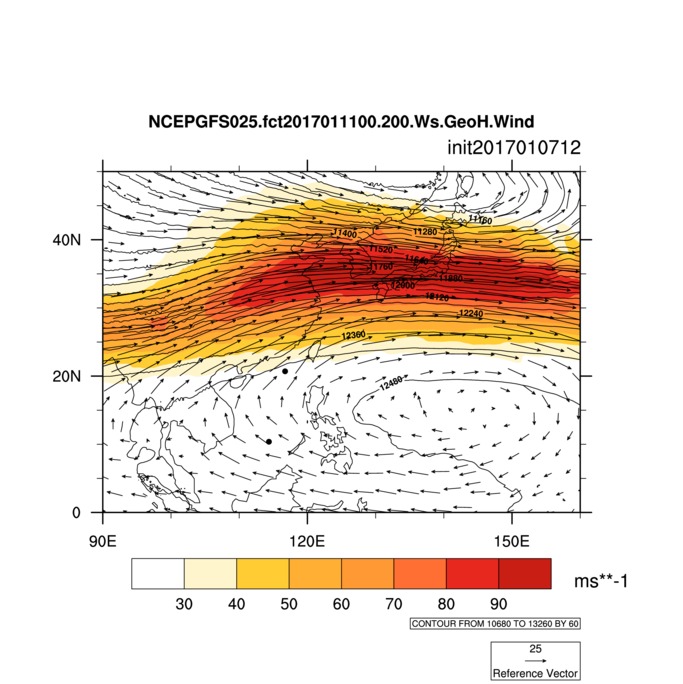 NCEPGFS025.fct2017011100.200.Ws.GeoH.Wind
init2017010712
11160
11400
11280
11520
11760
11880
12000
12120
12240
12360
12480
40N
20N
0
90E 120E 150E
30 40 50 60 70 80 90
ms**-1
CONTOUR FROM 10680 TO 13260 BY 60
25
Reference Vector